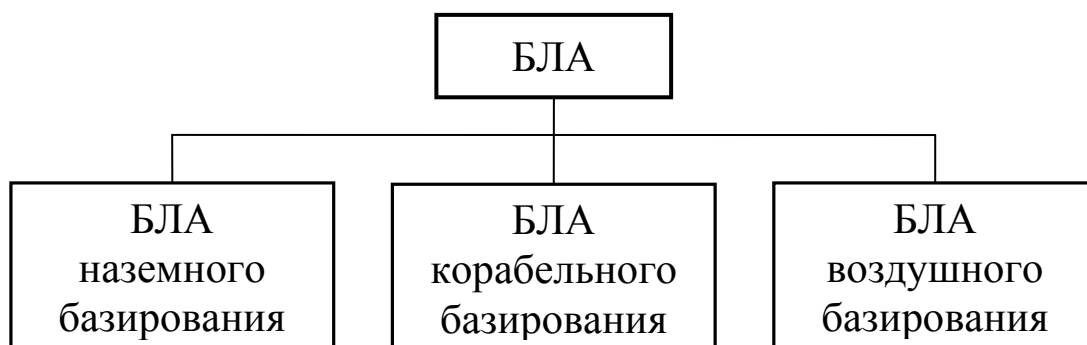 БЛА
БЛА
наземного
базирования
БЛА
корабельного
базирования
БЛА
воздушного
базирования